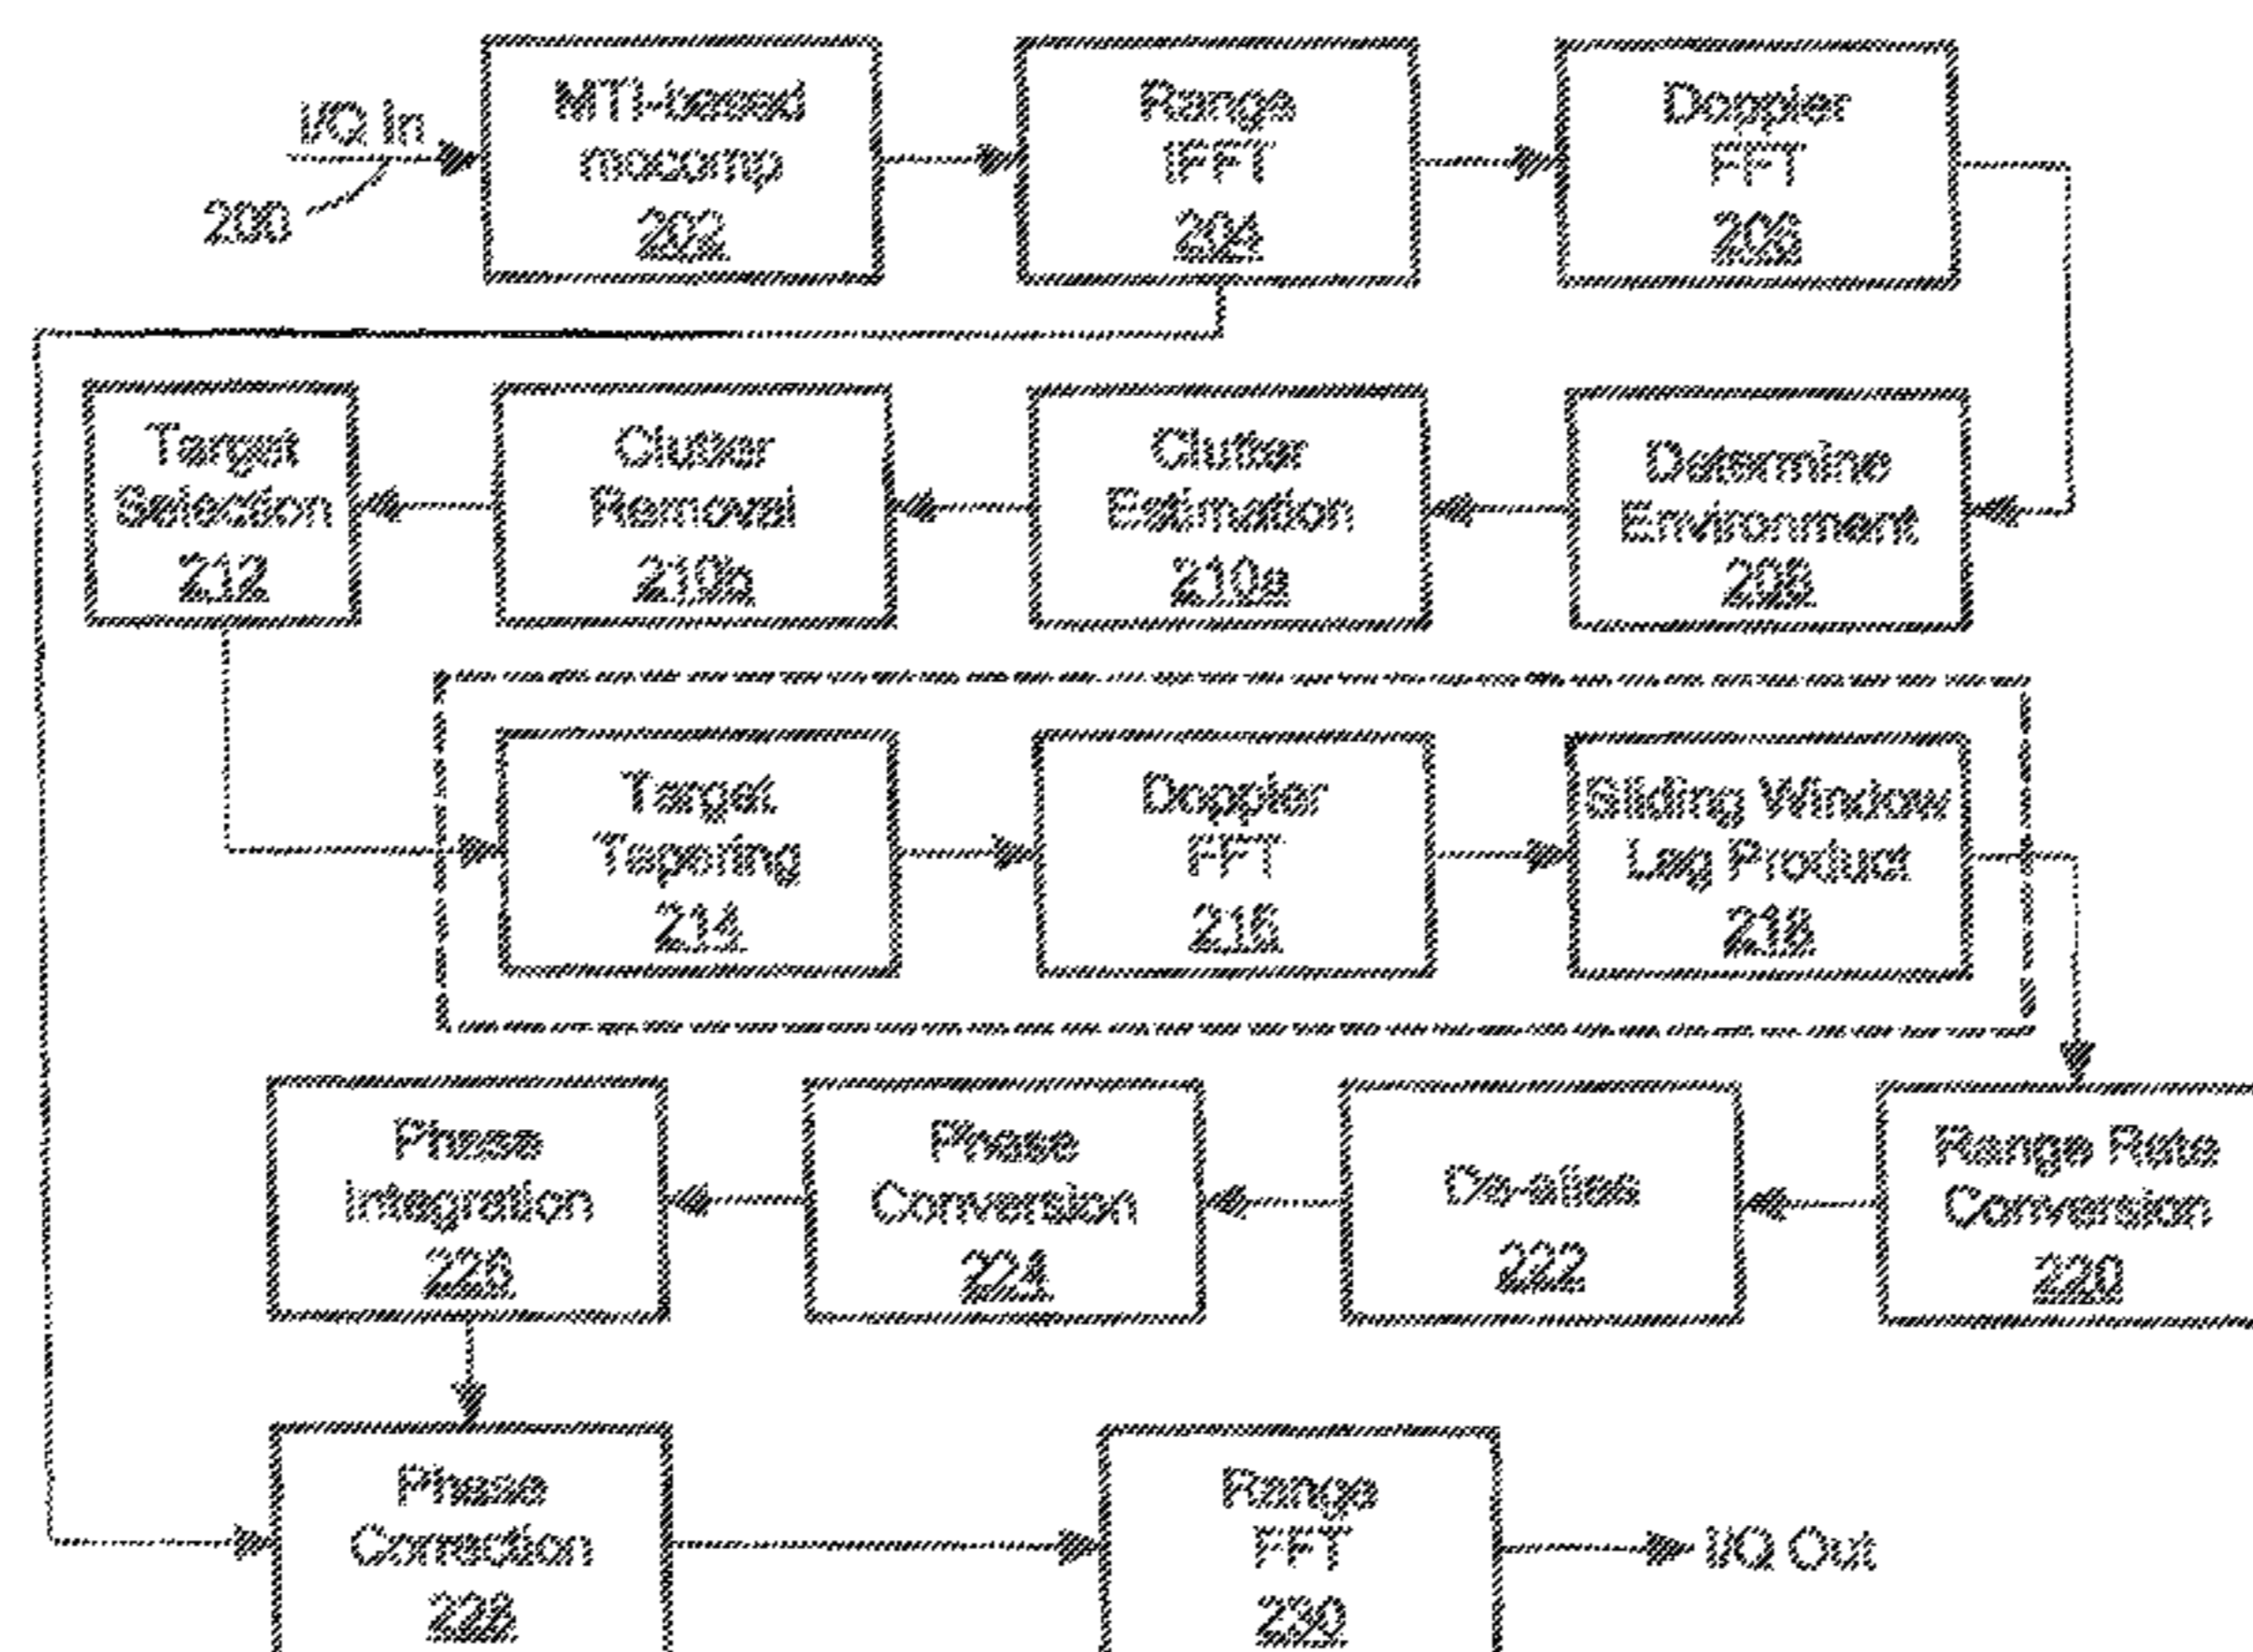 I/Q In
200
MTI-based
mocomp
202
Range
IFFT
204
Doppler
FFT
206
Target
Selection
212
Clutter
Removal
210b
Clutter
Estimation
210a
Determine
Environment
208
Target
Tapering
214
Doppler
FFT
216
Sliding Window
Lag Product
218
Phase
Integration
226
Phase
Conversion
224
De-alias
222
Range Rate
Conversion
220
Phase
Correction
228
Range
FFT
230
I/Q Out